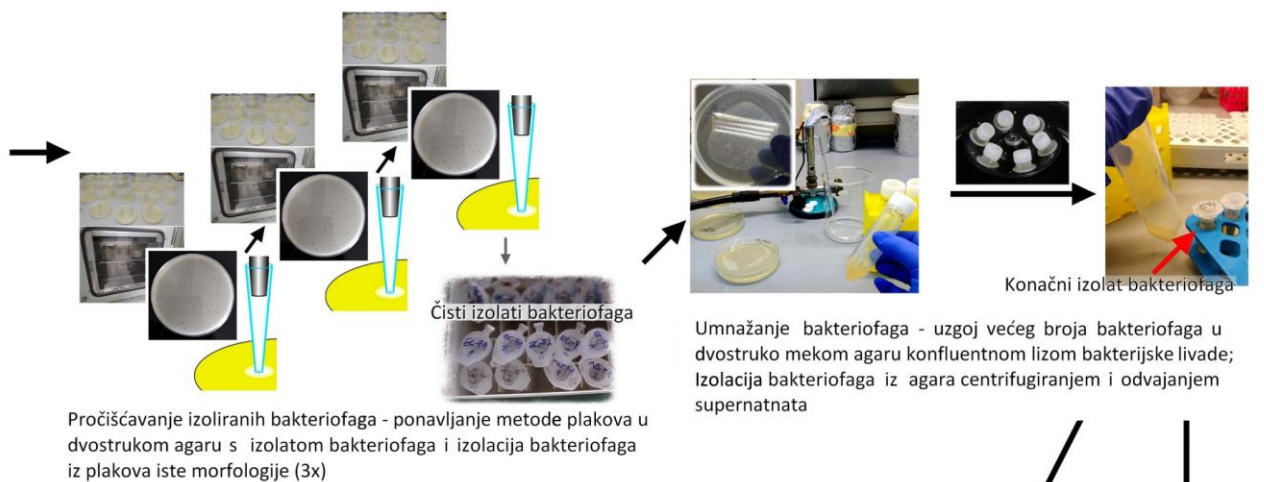 Čisti izolati bakteriofaga
Pročišćavanje izoliranih bakteriofaga - ponavljanje metode plakova u
dvostrukom agaru s izolatom bakteriofaga i izolacija bakteriofaga
iz plakova iste morfologije (3x)
Konačni izolat bakteriofaga
Umnažanje bakteriofaga - uzgoj većeg broja bakteriofaga u
dvostruko mekom agaru konfluentnom lizom bakterijske livade;
Izolacija bakteriofaga iz agara centrifugiranjem i odvajanjem
supernatnata